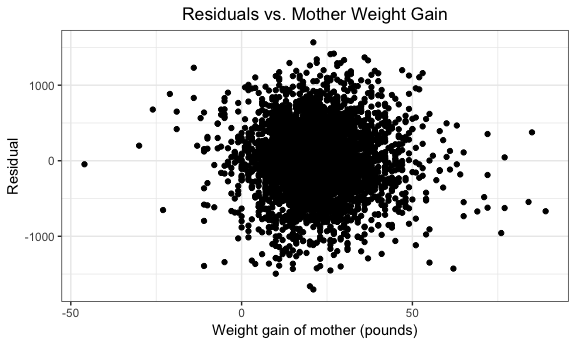 Residuals vs. Mother Weight Gain
Residual
1000
0
-1000
-50
0
50
Weight gain of mother (pounds)